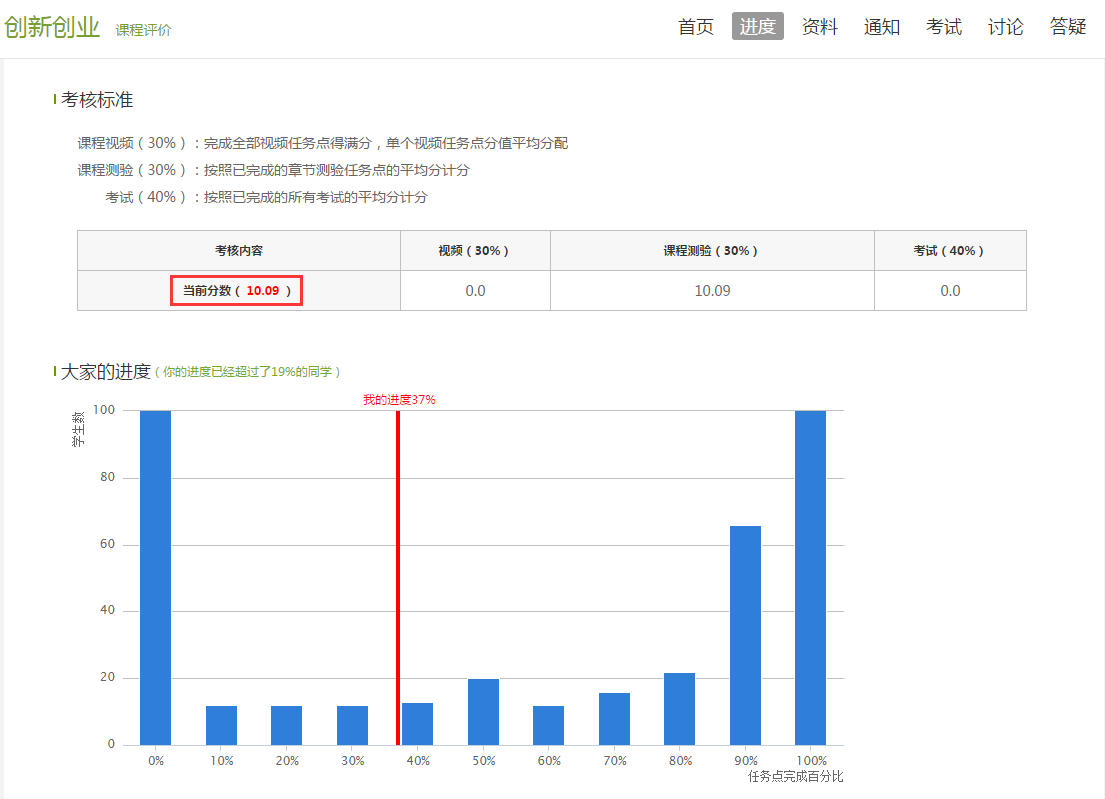 创新创业 课程评价 首页 进度 资料 通知 考试 讨论 答疑
考核标准
课程视频（30%）：完成全部视频任务点得满分，单个视频任务点分值平均分配
课程测验（30%）：按照已完成的章节测验任务点的平均分计分
考试（40%）：按照已完成的所有考试的平均分计分
考核内容 视频（30%） 课程测验（30%） 考试（40%）
当前分数（ 10.09 ） 0.0 10.09 0.0
大家的进度（你的进度已经超过了19%的同学）
我的进度37%
学生数
100
80
60
40
20
0
0% 10% 20% 30% 40% 50% 60% 70% 80% 90% 100%
任务点完成百分比